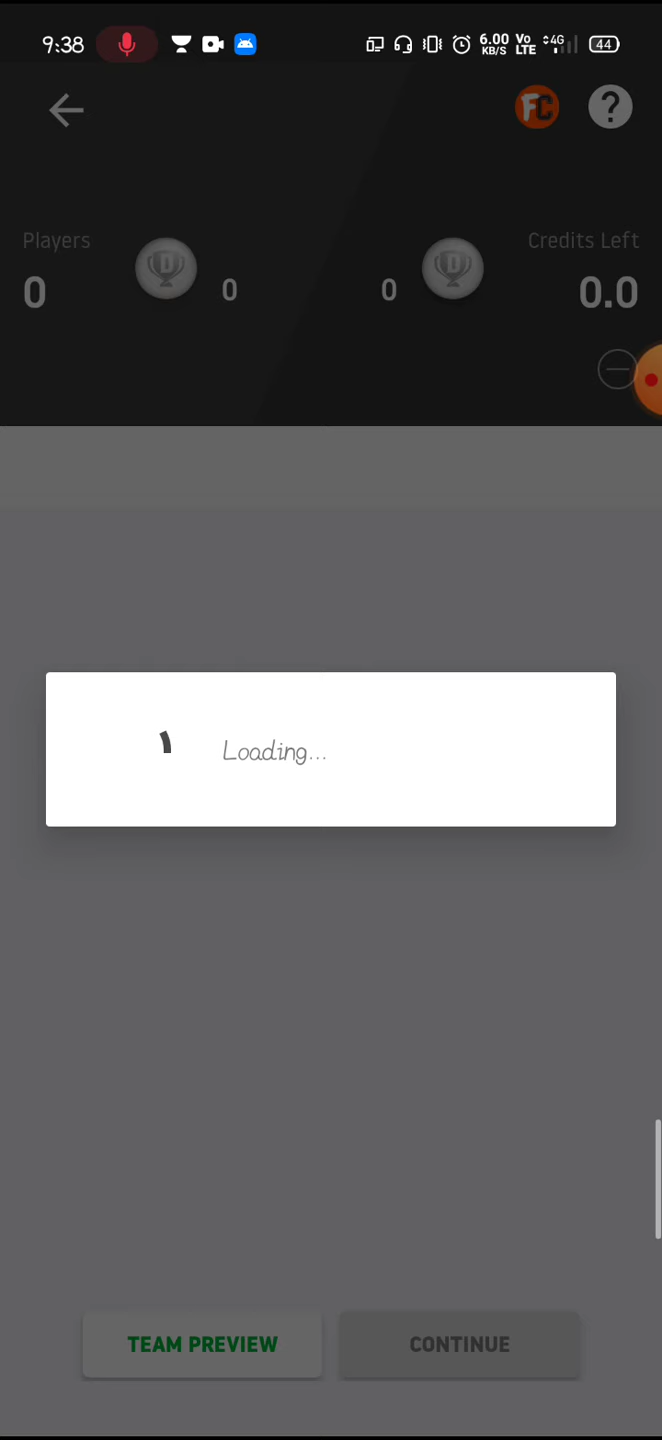 9:38 6.00 KB/S Vo LTE 4G 44
FC ?
Players Credits Left
D D
0 0 0 0.0
Loading...
TEAM PREVIEW CONTINUE